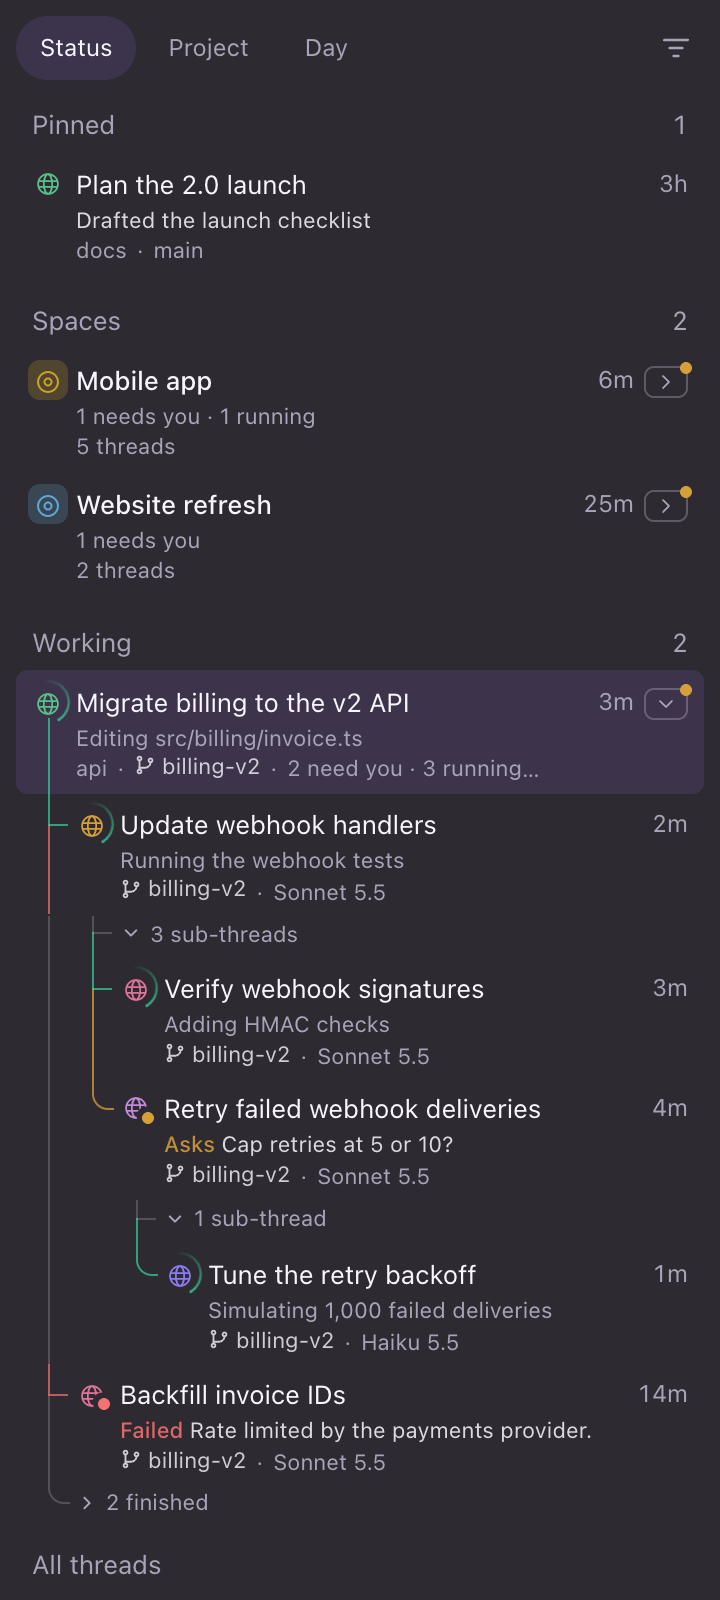 Status Project Day
Pinned 1
Plan the 2.0 launch 3h
Drafted the launch checklist
docs · main
Spaces 2
Mobile app 6m
1 needs you · 1 running
5 threads
Website refresh 25m
1 needs you
2 threads
Working 2
Migrate billing to the v2 API 3m
Editing src/billing/invoice.ts
api · billing-v2 · 2 need you · 3 running…
Update webhook handlers 2m
Running the webhook tests
billing-v2 · Sonnet 5.5
3 sub-threads
Verify webhook signatures 3m
Adding HMAC checks
billing-v2 · Sonnet 5.5
Retry failed webhook deliveries 4m
Asks Cap retries at 5 or 10?
billing-v2 · Sonnet 5.5
1 sub-thread
Tune the retry backoff 1m
Simulating 1,000 failed deliveries
billing-v2 · Haiku 5.5
Backfill invoice IDs 14m
Failed Rate limited by the payments provider.
billing-v2 · Sonnet 5.5
2 finished
All threads